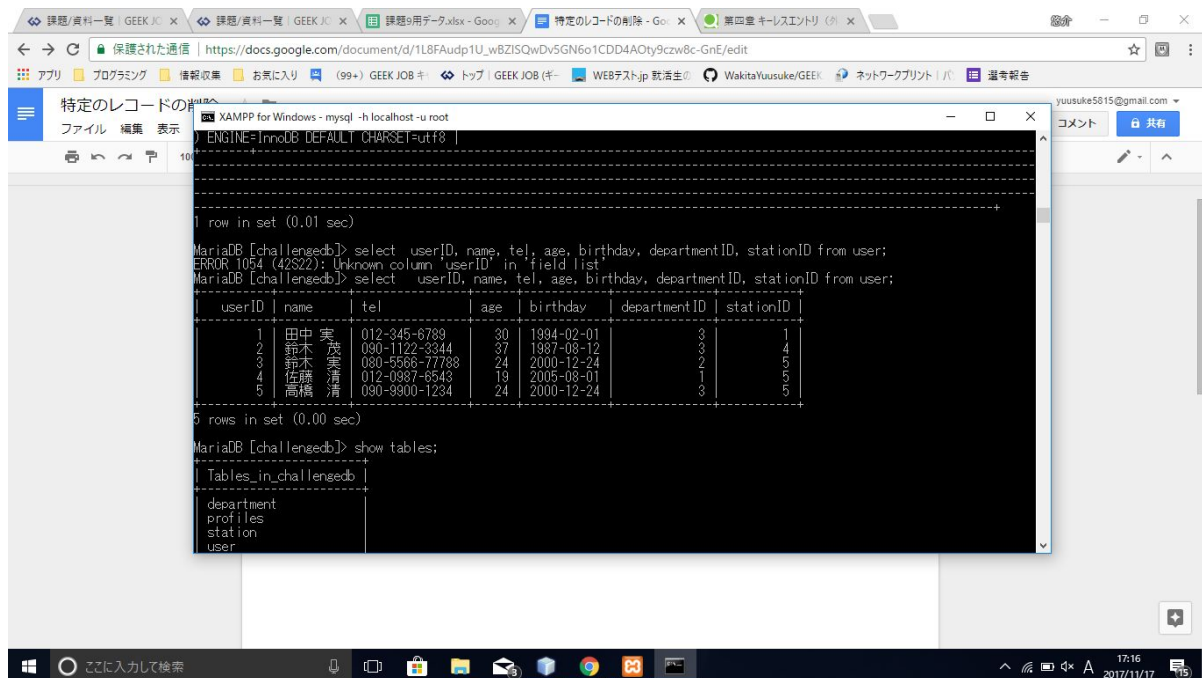 課題/資料一覧 | GEEK JO
課題/資料一覧 | GEEK JO
課題9用データ.xlsx - Goog
特定のレコードの削除 - Goo
第四章 キーレスエントリ (外
保護された通信 | https://docs.google.com/document/d/1L8FAudp1U_wBZISQwDv5GN6o1CDD4AOty9czw8c-GnE/edit
アプリ プログラミング 情報収集 お気に入り (99+) GEEK JOB キ トップ | GEEK JOB (ギー WEBテスト.jp 就活生の WakitaYuusuke/GEEK ネットワークプリント | バ 選考報告
特定のレコードの削除
yuusuke5815@gmail.com
ファイル 編集 表示
コメント
共有
100
XAMPP for Windows - mysql -h localhost -u root
) ENGINE=InnoDB DEFAULT CHARSET=utf8 |
1 row in set (0.01 sec)
MariaDB [challengedb]> select userID, name, tel, age, birthday, departmentID, stationID from user;
ERROR 1054 (42S22): Unknown column 'userID' in 'field list'
MariaDB [challengedb]> select userID, name, tel, age, birthday, departmentID, stationID from user;
| userID | name | tel | age | birthday | departmentID | stationID |
| 1 | 田中 実 | 012-345-6789 | 30 | 1994-02-01 | 3 | 1 |
| 2 | 鈴木 茂 | 090-1122-3344 | 37 | 1987-08-12 | 3 | 4 |
| 3 | 鈴木 実 | 080-5566-77788 | 24 | 2000-12-24 | 2 | 5 |
| 4 | 佐藤 清 | 012-0987-6543 | 19 | 2005-08-01 | 1 | 5 |
| 5 | 高橋 清 | 090-9900-1234 | 24 | 2000-12-24 | 3 | 5 |
5 rows in set (0.00 sec)
MariaDB [challengedb]> show tables;
| Tables_in_challengedb |
| department |
| profiles |
| station |
| user |
ここに入力して検索
A
17:16
2017/11/17
15